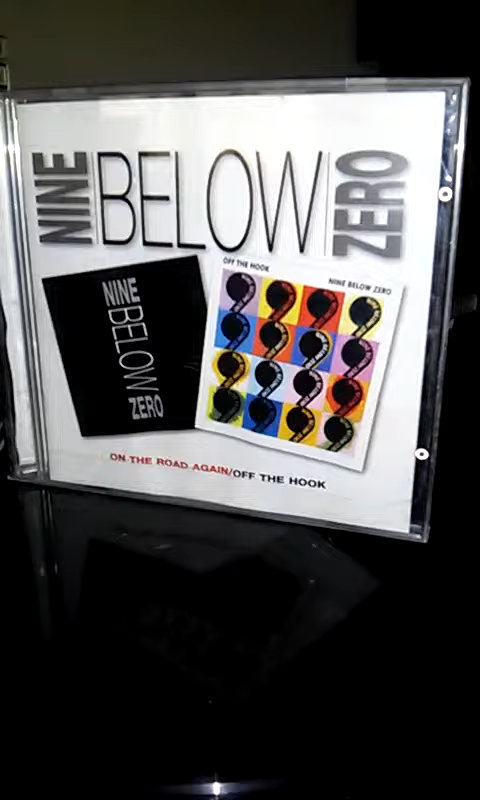 NINE BELOW ZERO
NINE
BELOW
ZERO
OFF THE HOOK
NINE BELOW ZERO
ON THE ROAD AGAIN/OFF THE HOOK